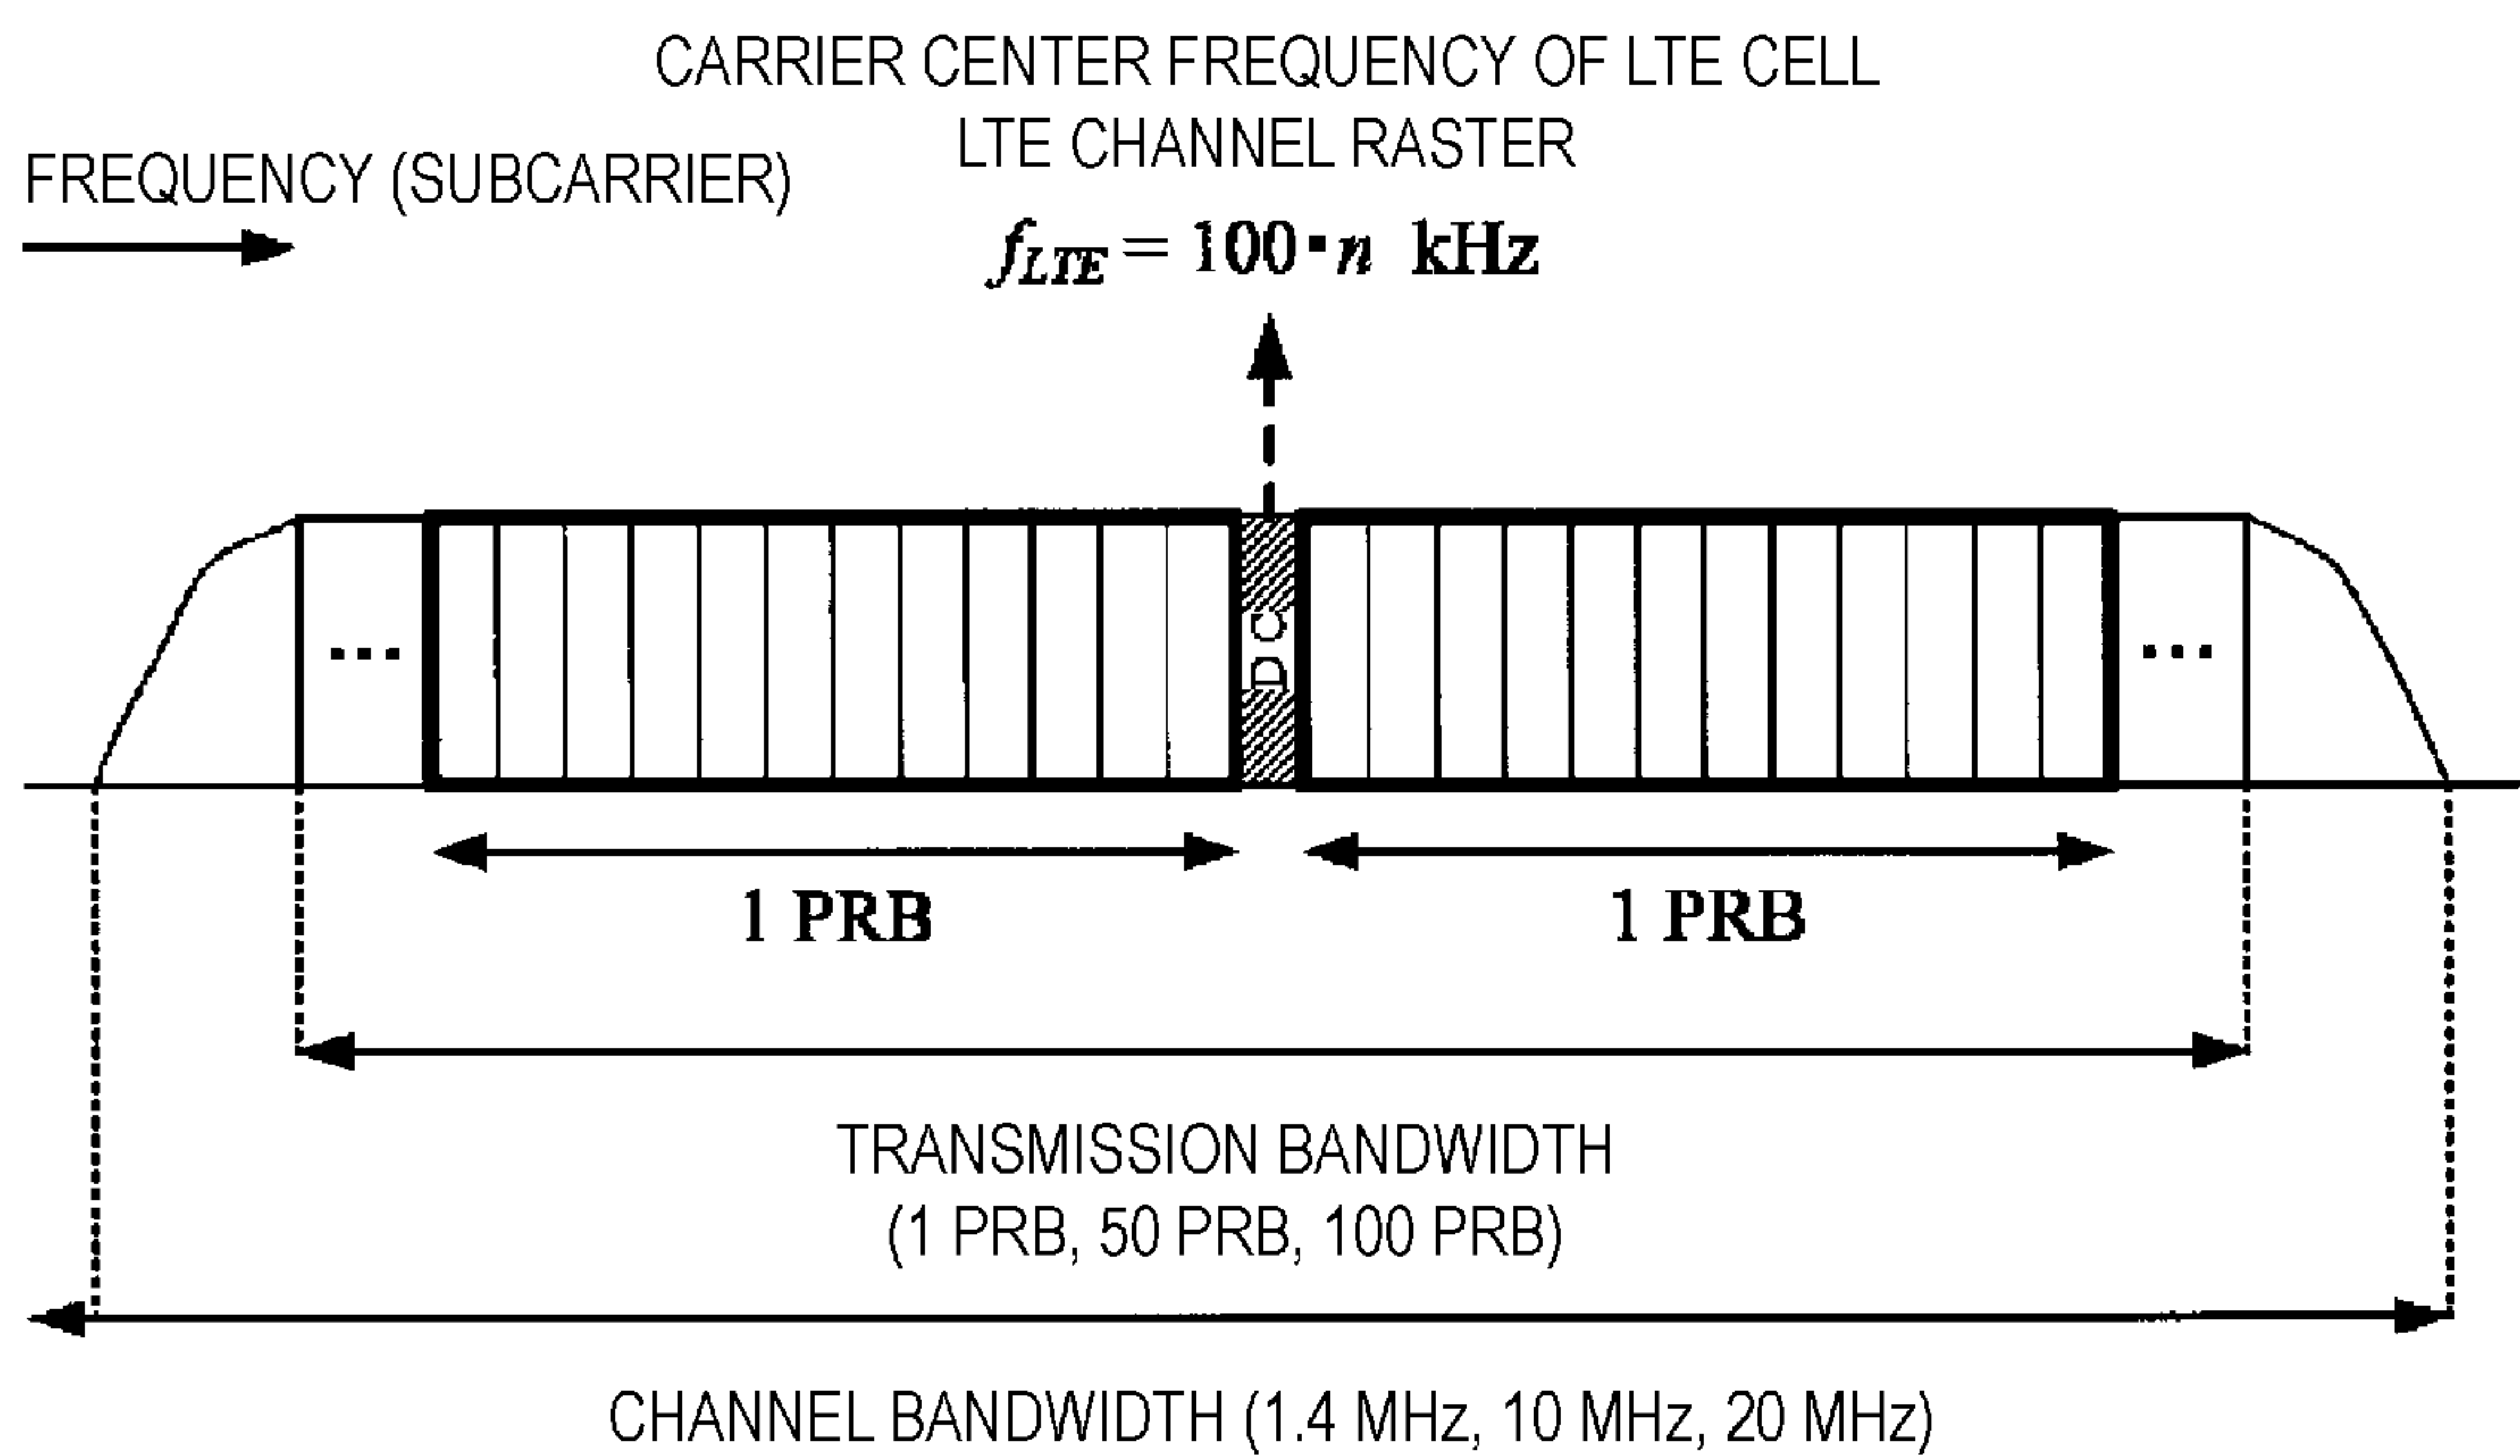 CARRIER CENTER FREQUENCY OF LTE CELL
LTE CHANNEL RASTER
FREQUENCY (SUBCARRIER)
f_LTE = 100·n kHz
...
DC
...
1 PRB
1 PRB
TRANSMISSION BANDWIDTH
(1 PRB, 50 PRB, 100 PRB)
CHANNEL BANDWIDTH (1.4 MHz, 10 MHz, 20 MHz)